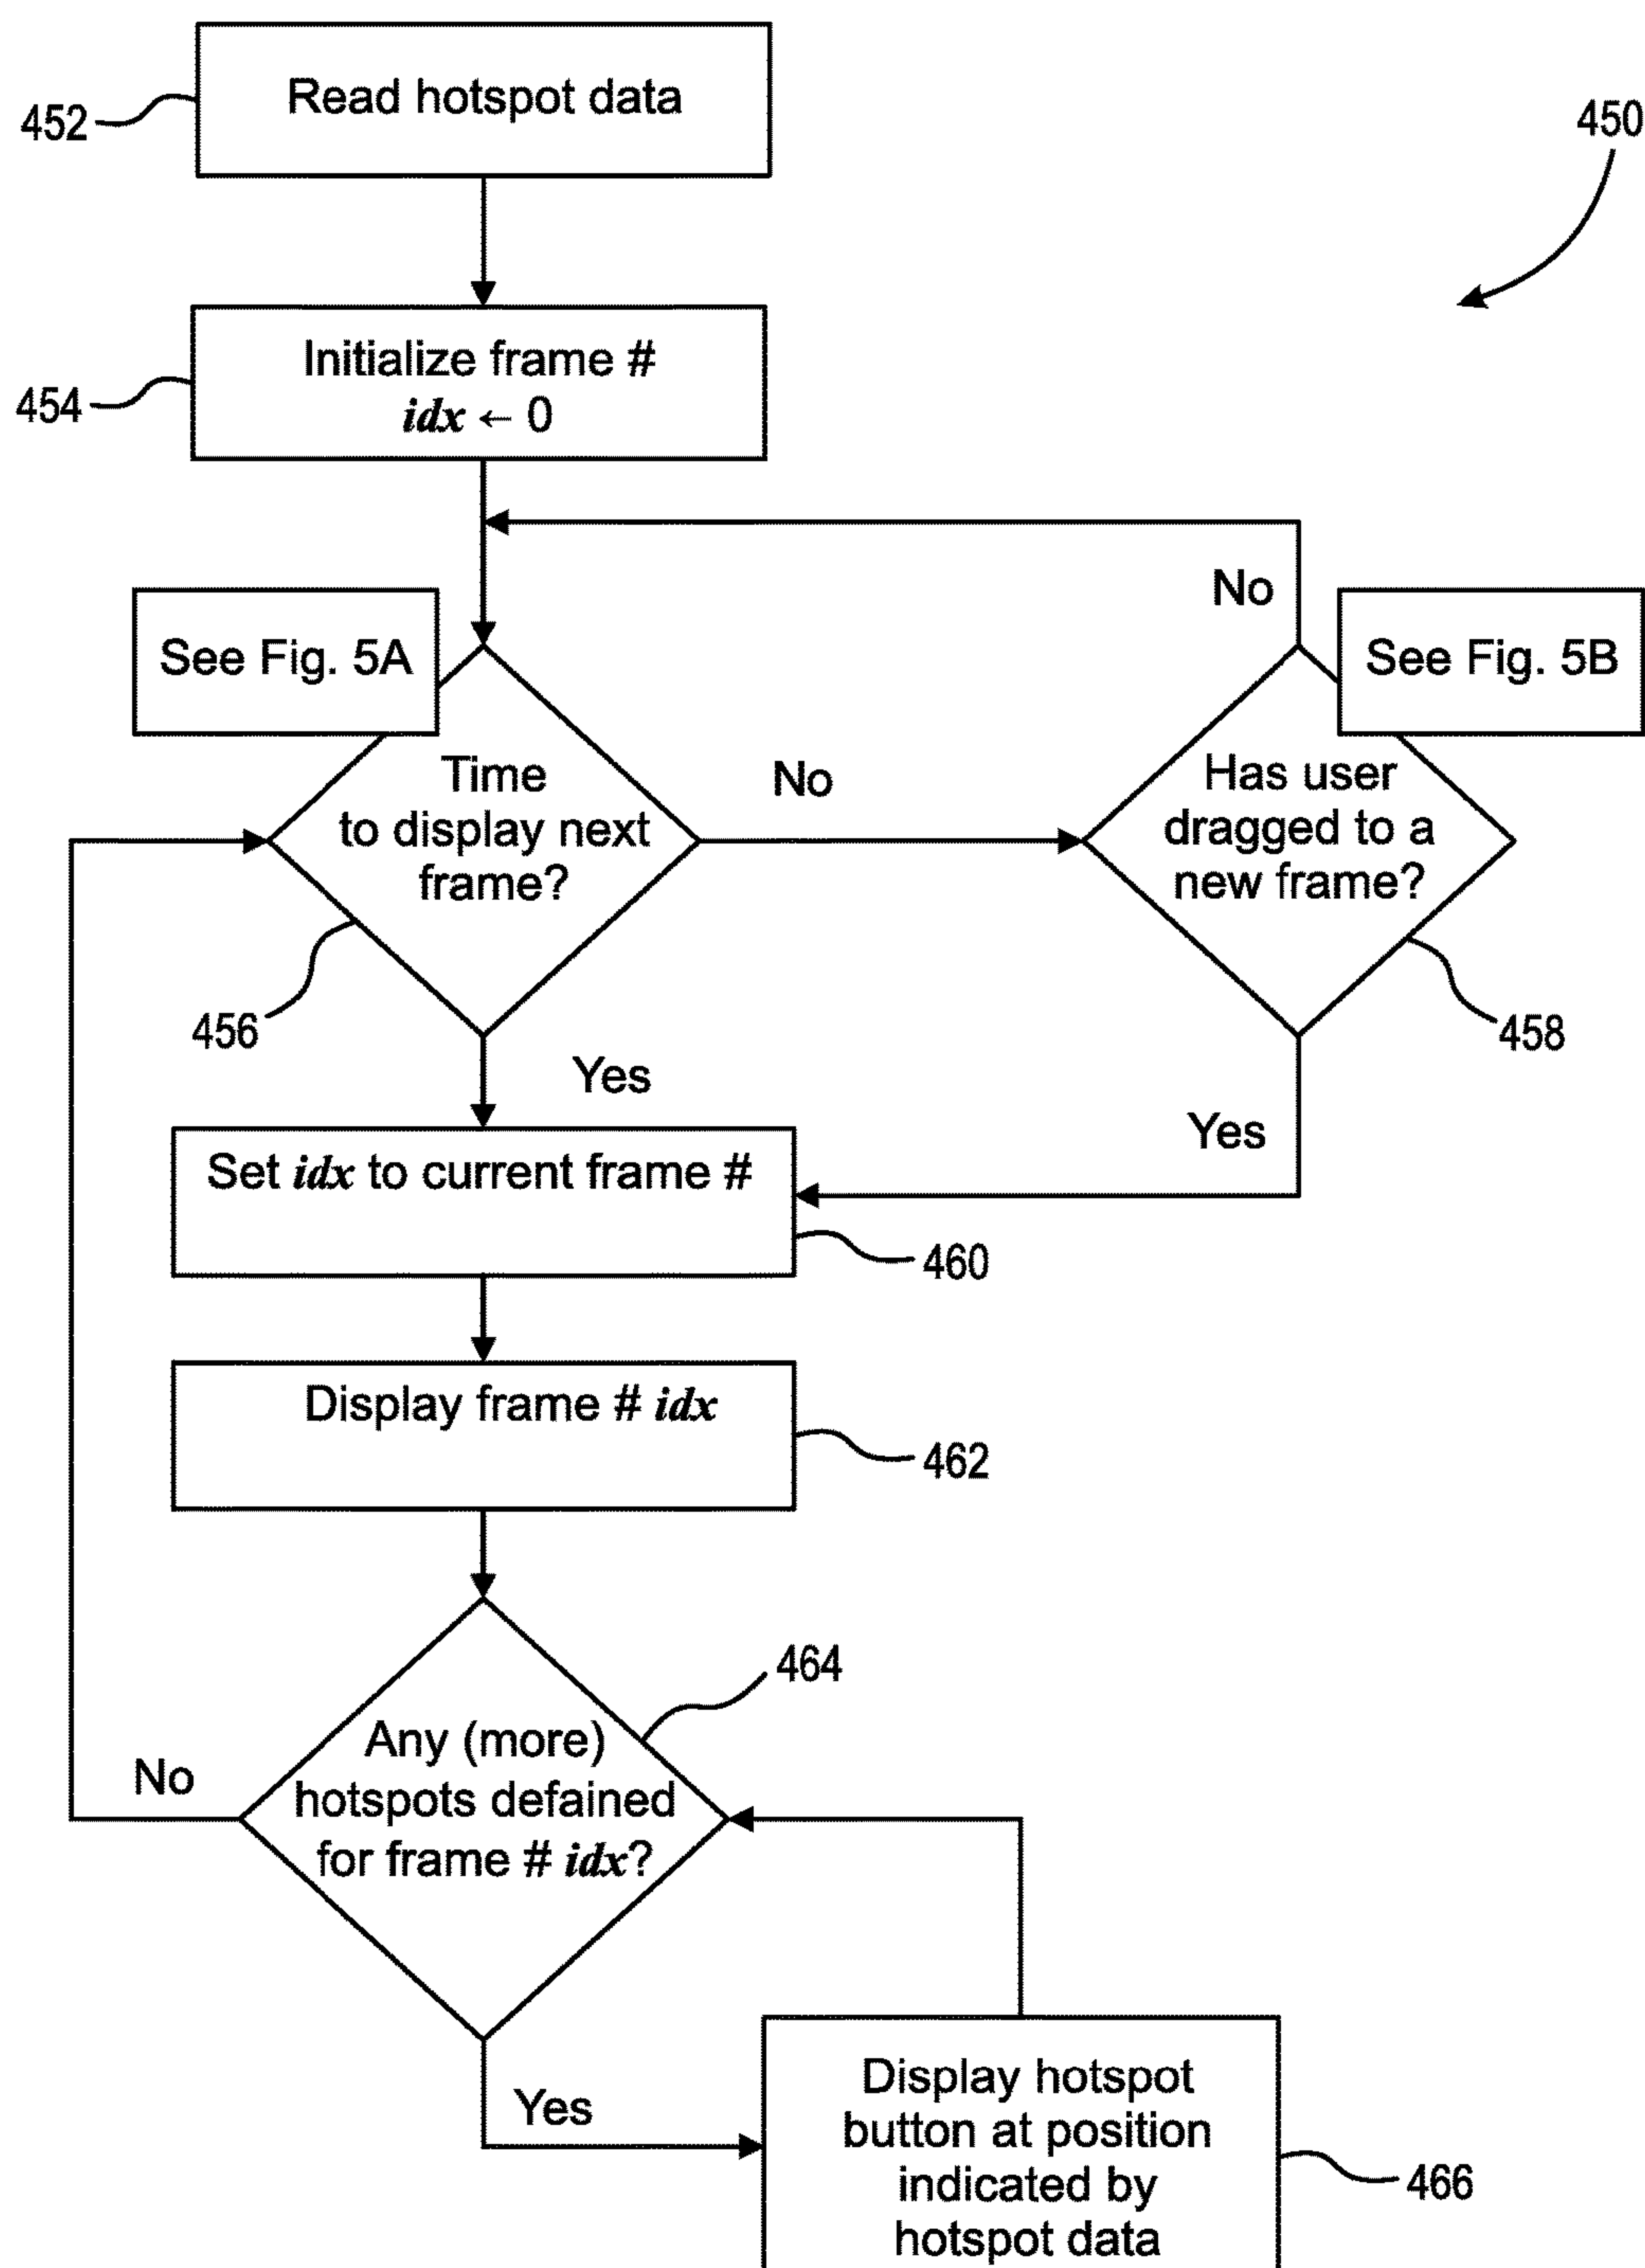 Read hotspot data
452
450
Initialize frame #
idx ← 0
454
No
See Fig. 5A
See Fig. 5B
Time
to display next
frame?
No
Has user
dragged to a
new frame?
456
458
Yes
Yes
Set idx to current frame #
460
Display frame # idx
462
464
Any (more)
hotspots defained
for frame # idx?
No
Yes
Display hotspot
button at position
indicated by
hotspot data
466